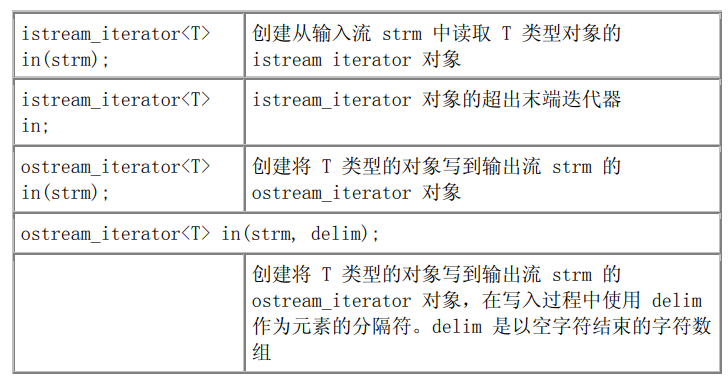 istream_iterator<T>
in(strm);
创建从输入流 strm 中读取 T 类型对象的
istream iterator 对象
istream_iterator<T>
in;
istream_iterator 对象的超出末端迭代器
ostream_iterator<T>
in(strm);
创建将 T 类型的对象写到输出流 strm 的
ostream_iterator 对象
ostream_iterator<T> in(strm, delim);
创建将 T 类型的对象写到输出流 strm 的
ostream_iterator 对象，在写入过程中使用 delim
作为元素的分隔符。delim 是以空字符结束的字符数
组